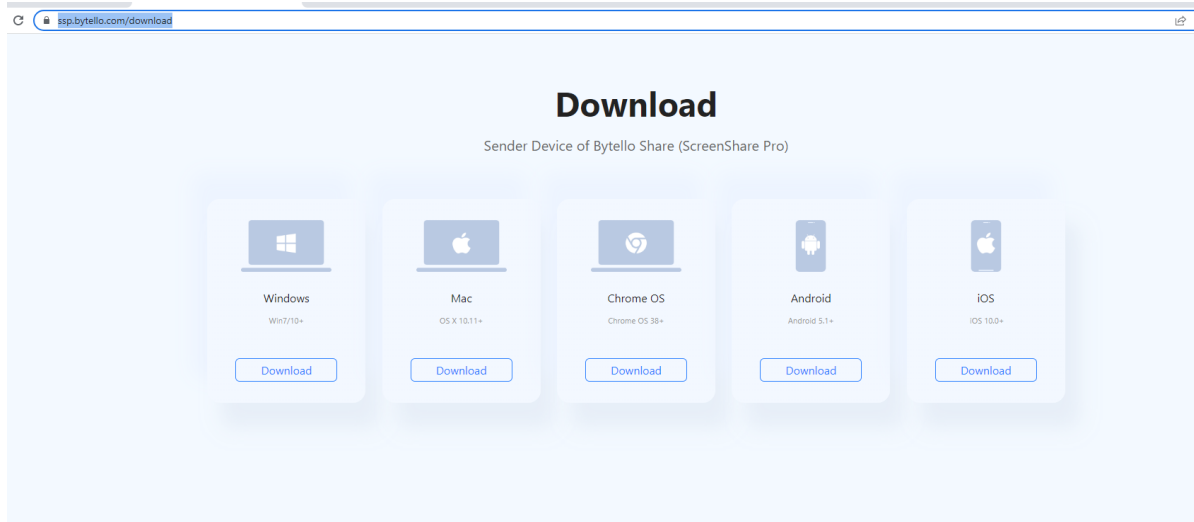 ssp.bytello.com/download
Download
Sender Device of Bytello Share (ScreenShare Pro)
Windows
Win7/10+
Download
Mac
OS X 10.11+
Download
Chrome OS
Chrome OS 38+
Download
Android
Android 5.1+
Download
iOS
iOS 10.0+
Download